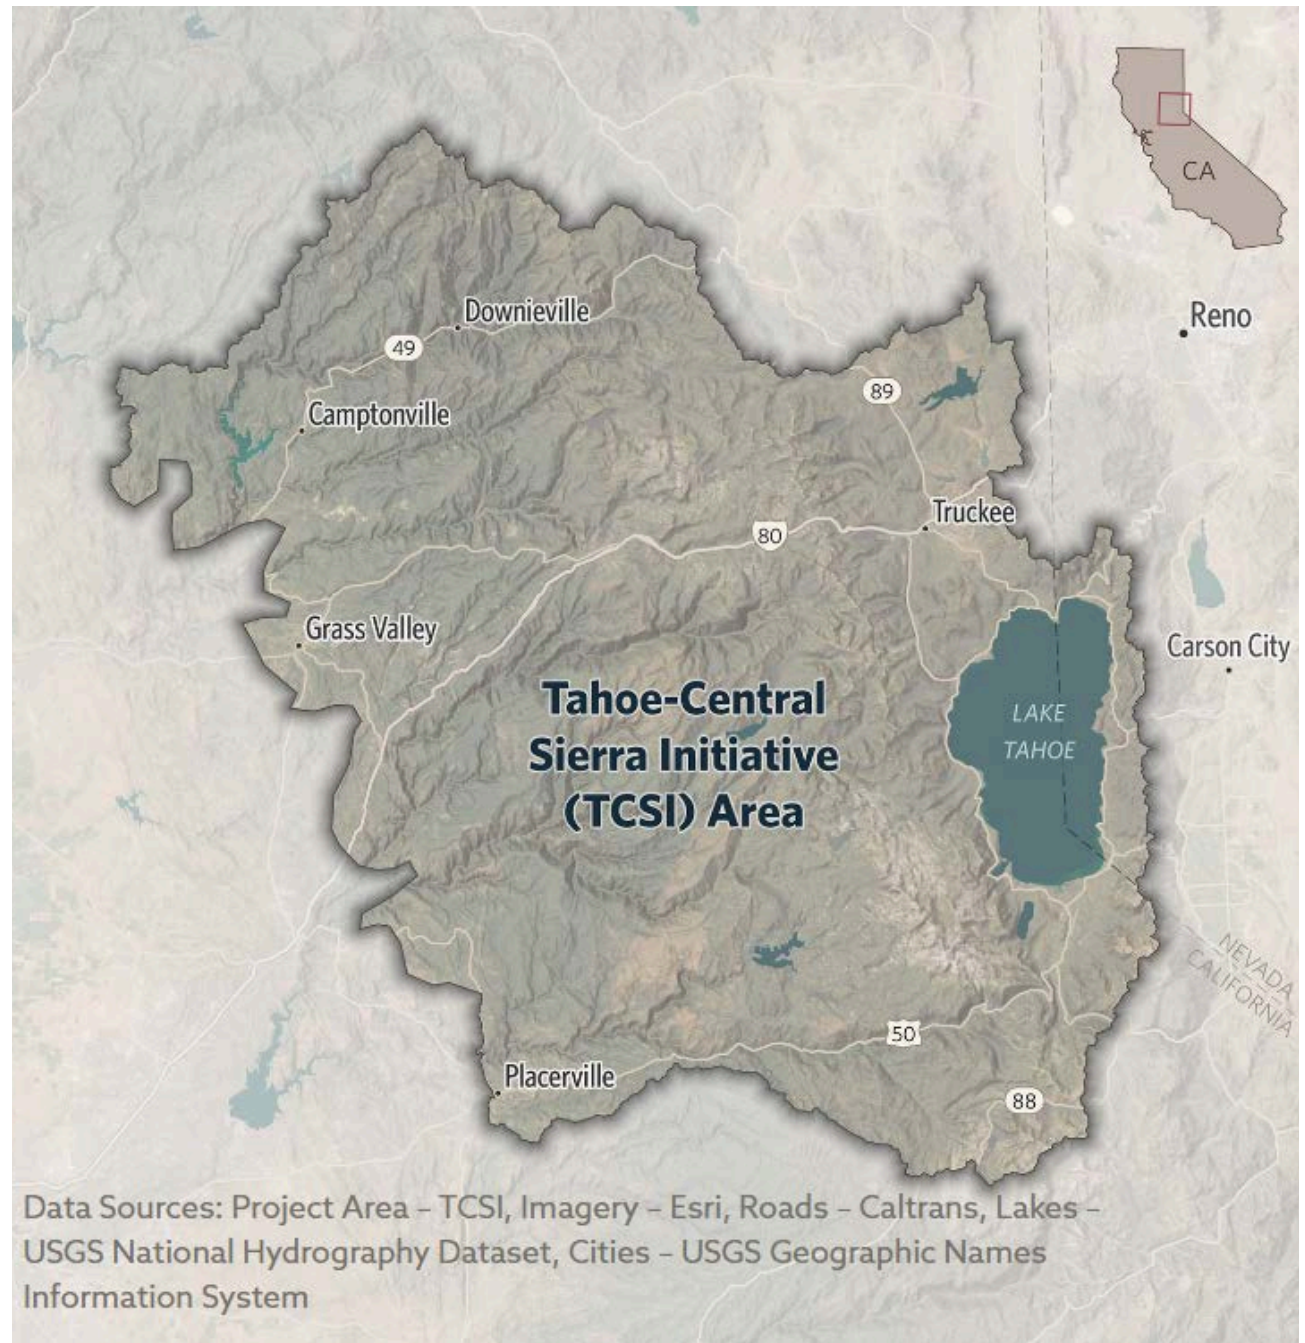 CA
Reno
Downieville
49
89
Camptonville
Truckee
80
Grass Valley
Carson City
Tahoe-Central
Sierra Initiative
(TCSI) Area
LAKE
TAHOE
NEVADA
CALIFORNIA
50
Placerville
88
Data Sources: Project Area – TCSI, Imagery – Esri, Roads – Caltrans, Lakes –
USGS National Hydrography Dataset, Cities – USGS Geographic Names
Information System